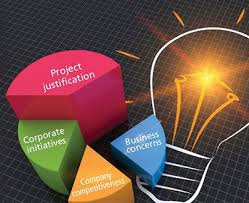 Project
justification
Corporate
initiatives
Business
concerns
Company
competitiveness